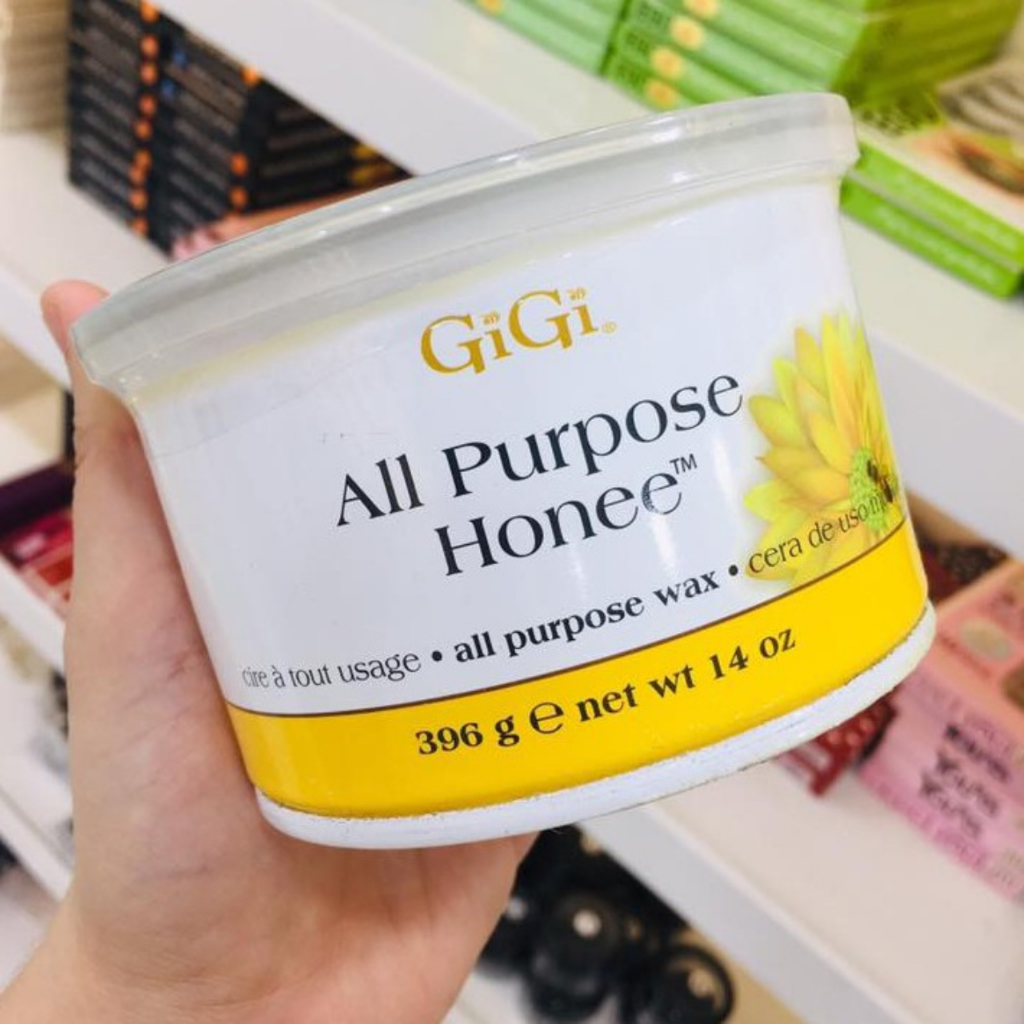 GiGi®
All Purpose
Honee™
cire à tout usage • all purpose wax • cera de uso
396 g ℮ net wt 14 oz